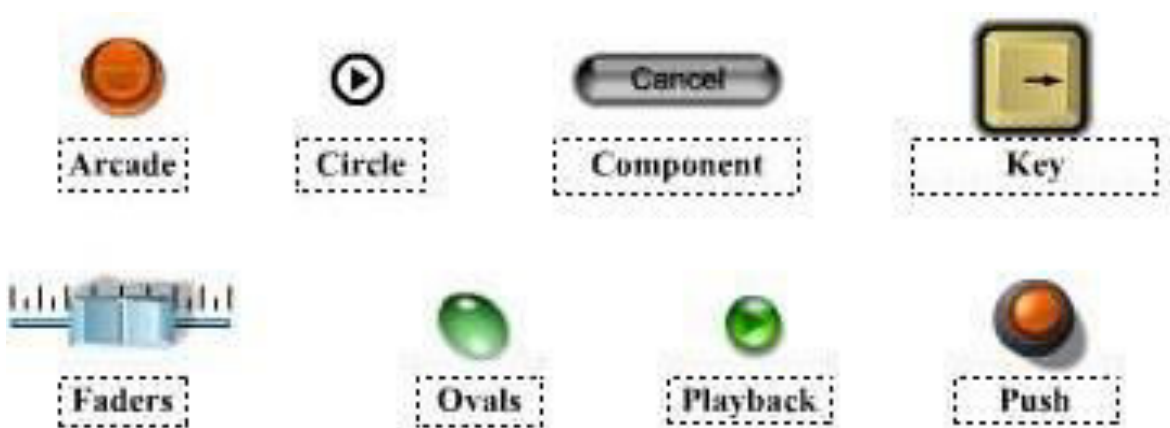 Cancel
Arcade
Circle
Component
Key
Faders
Ovals
Playback
Push